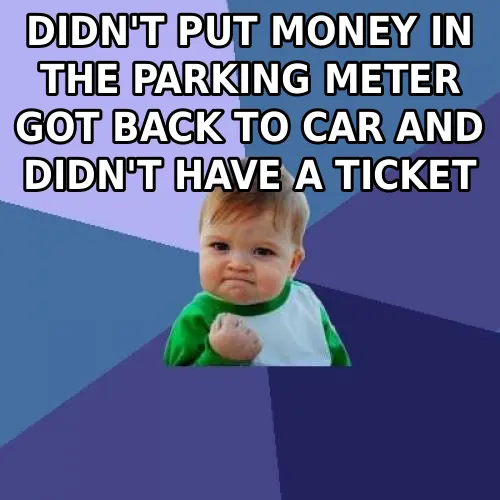 DIDN'T PUT MONEY IN
THE PARKING METER
GOT BACK TO CAR AND
DIDN'T HAVE A TICKET